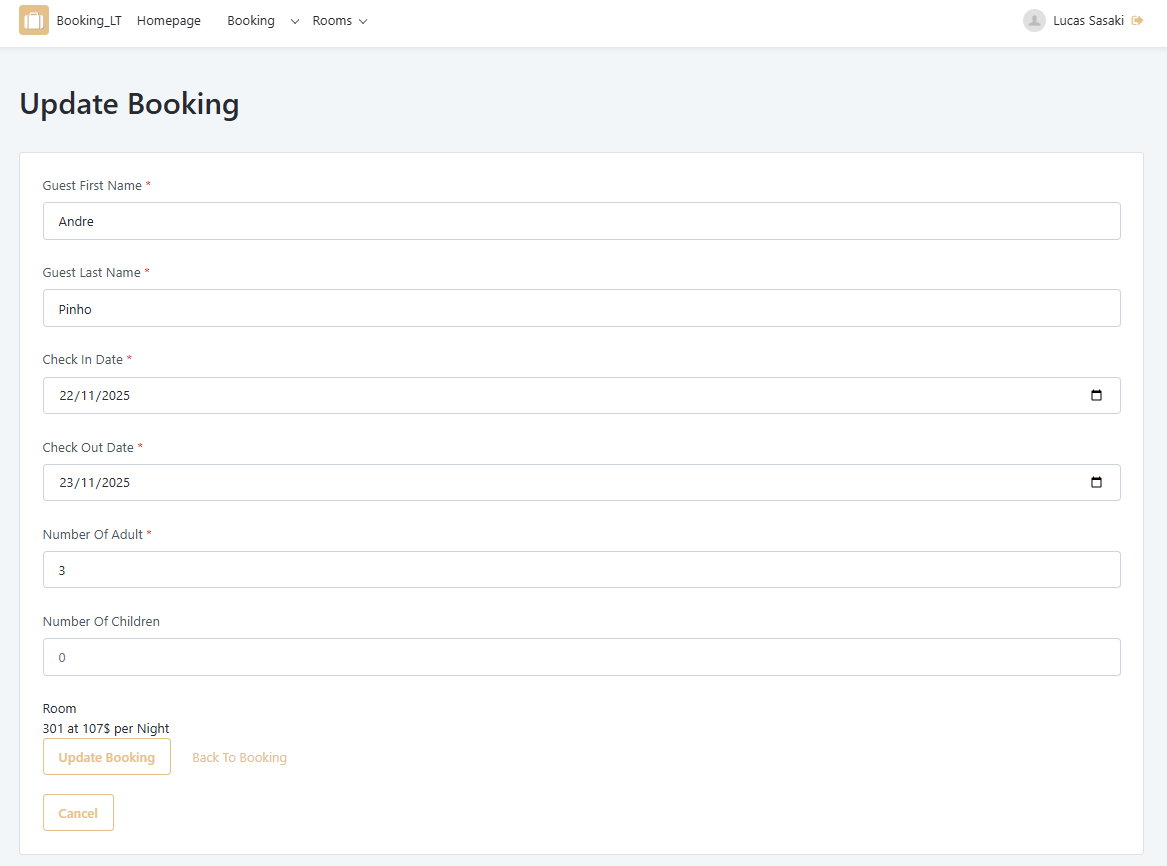 Booking_LT Homepage Booking Rooms Lucas Sasaki
Update Booking
Guest First Name *
Andre
Guest Last Name *
Pinho
Check In Date *
22/11/2025
Check Out Date *
23/11/2025
Number Of Adult *
3
Number Of Children
0
Room
301 at 107$ per Night
Update Booking Back To Booking
Cancel